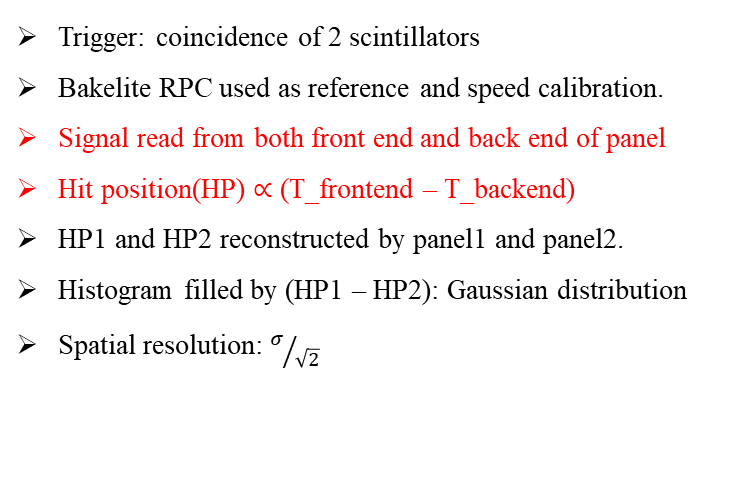 ➢ Trigger: coincidence of 2 scintillators
➢ Bakelite RPC used as reference and speed calibration.
➢ Signal read from both front end and back end of panel
➢ Hit position(HP) ∝ (T_frontend – T_backend)
➢ HP1 and HP2 reconstructed by panel1 and panel2.
➢ Histogram filled by (HP1 – HP2): Gaussian distribution
➢ Spatial resolution: σ/√2